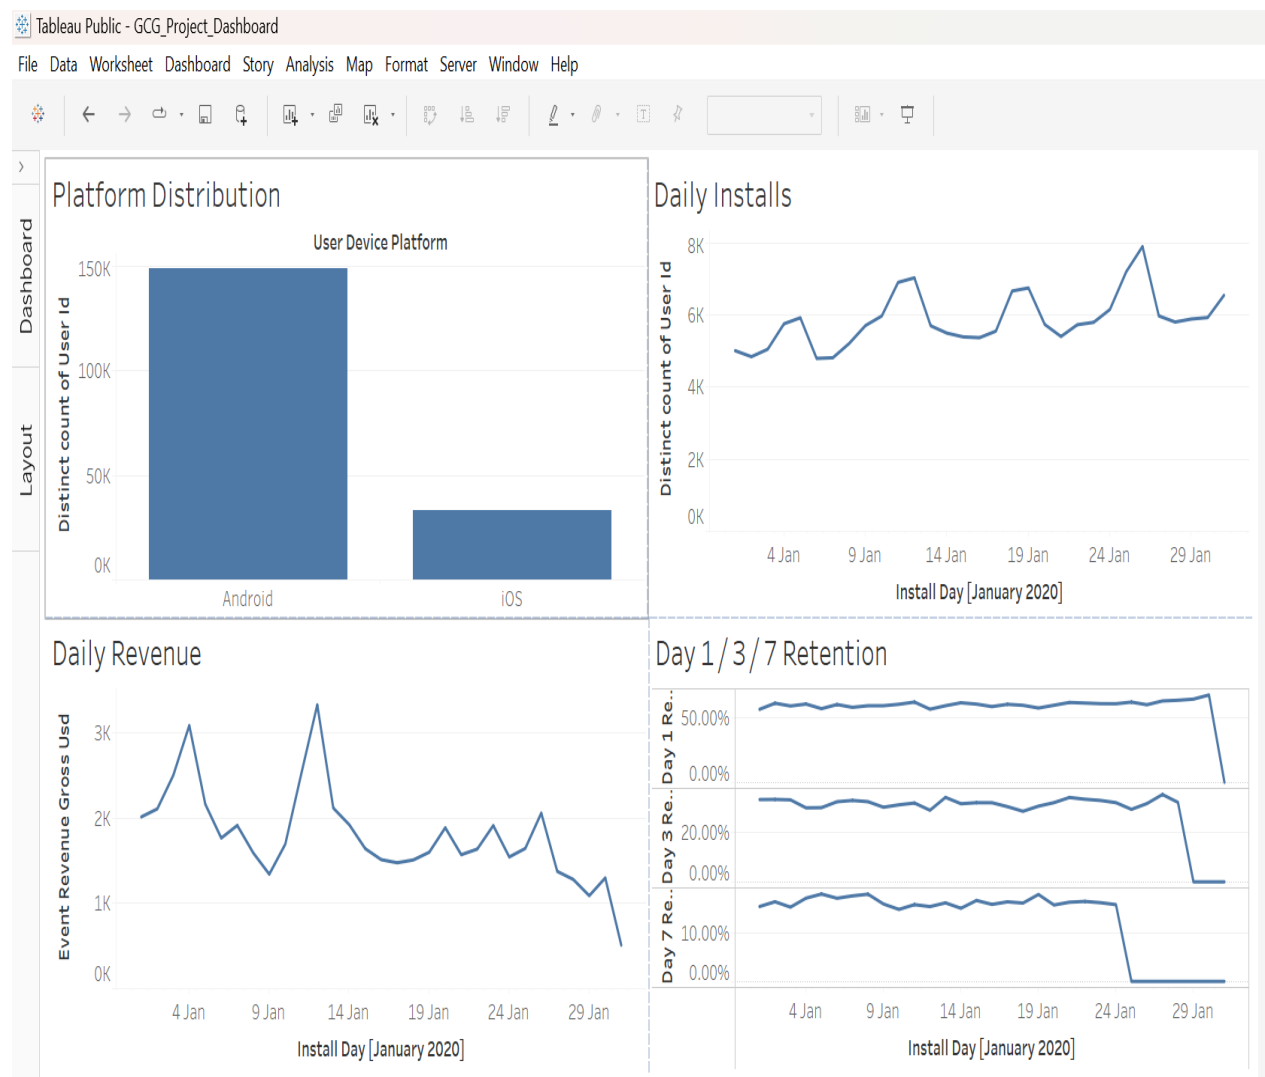 Tableau Public - GCG_Project_Dashboard
File Data Worksheet Dashboard Story Analysis Map Format Server Window Help
Dashboard
Layout
Platform Distribution
User Device Platform
Distinct count of User Id
150K
100K
50K
0K
Android iOS
Daily Installs
Distinct count of User Id
8K
6K
4K
2K
0K
4 Jan 9 Jan 14 Jan 19 Jan 24 Jan 29 Jan
Install Day [January 2020]
Daily Revenue
Event Revenue Gross Usd
3K
2K
1K
0K
4 Jan 9 Jan 14 Jan 19 Jan 24 Jan 29 Jan
Install Day [January 2020]
Day 1 / 3 / 7 Retention
Day 1 Re..
50.00%
0.00%
Day 3 Re..
20.00%
0.00%
Day 7 Re..
10.00%
0.00%
4 Jan 9 Jan 14 Jan 19 Jan 24 Jan 29 Jan
Install Day [January 2020]